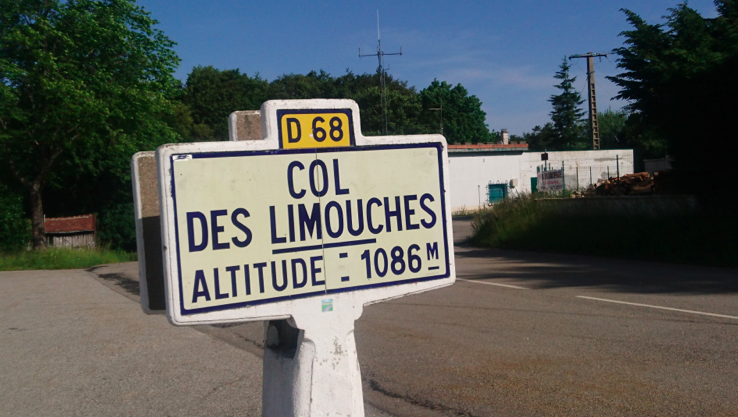 D 68
COL
DES LIMOUCHES
ALTITUDE : 1086 M